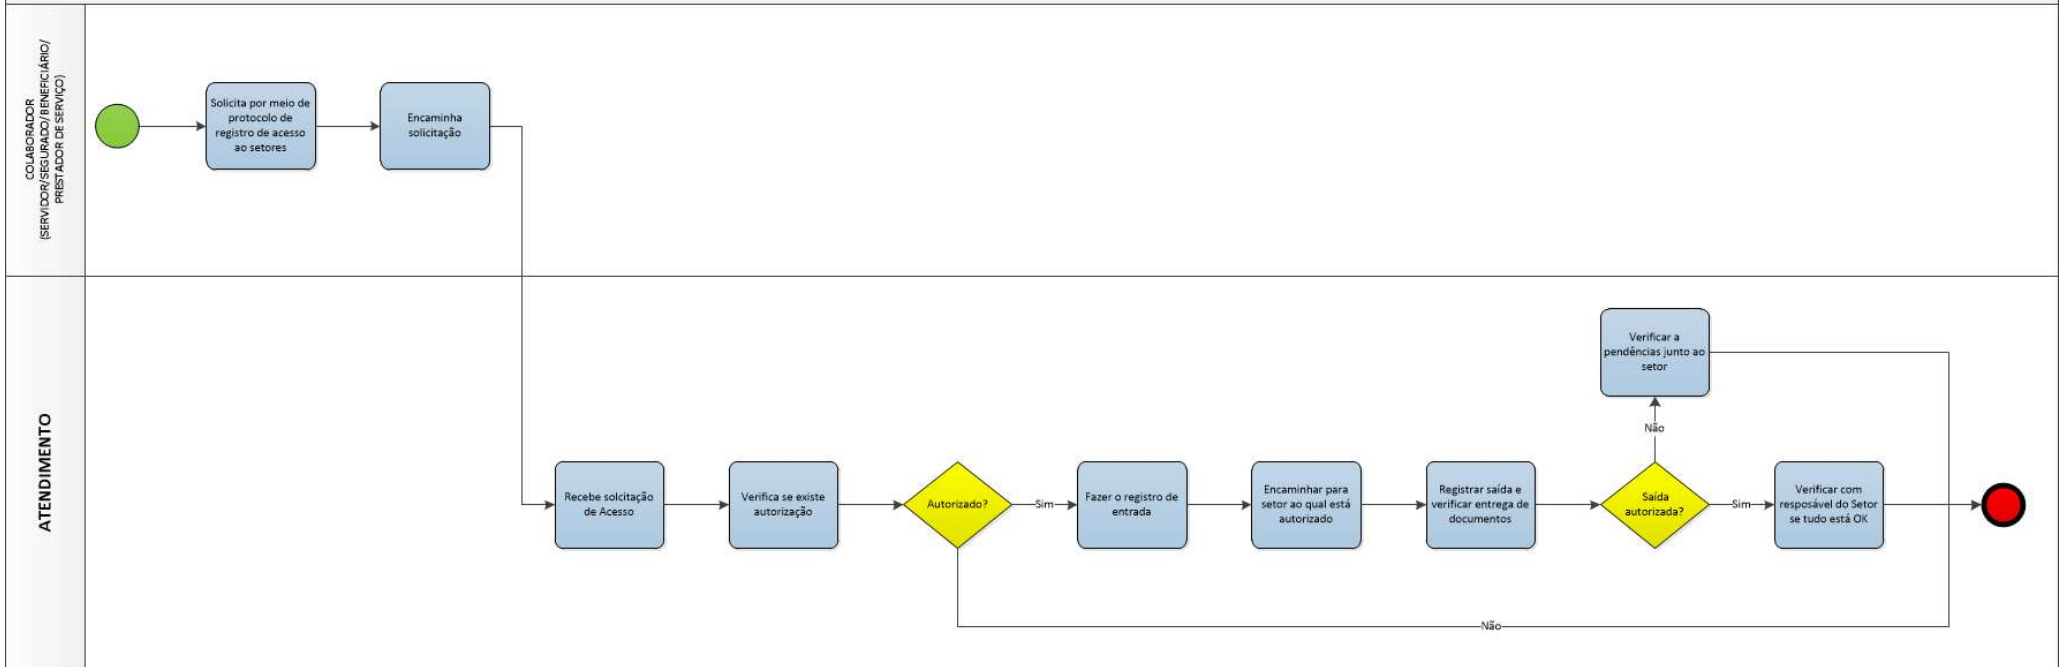 COLABORADOR
(SERVIDOR/SEGURADO/BENEFICIÁRIO/
PRESTADOR DE SERVIÇO)
Solicita por meio de
protocolo de
registro de acesso
ao setores
Encaminha
solicitação
ATENDIMENTO
Recebe solcitação
de Acesso
Verifica se existe
autorização
Autorizado?
Sim
Fazer o registro de
entrada
Encaminhar para
setor ao qual está
autorizado
Registrar saída e
verificar entrega de
documentos
Saída
autorizada?
Não
Verificar a
pendências junto ao
setor
Sim
Verificar com
resposável do Setor
se tudo está OK
Não